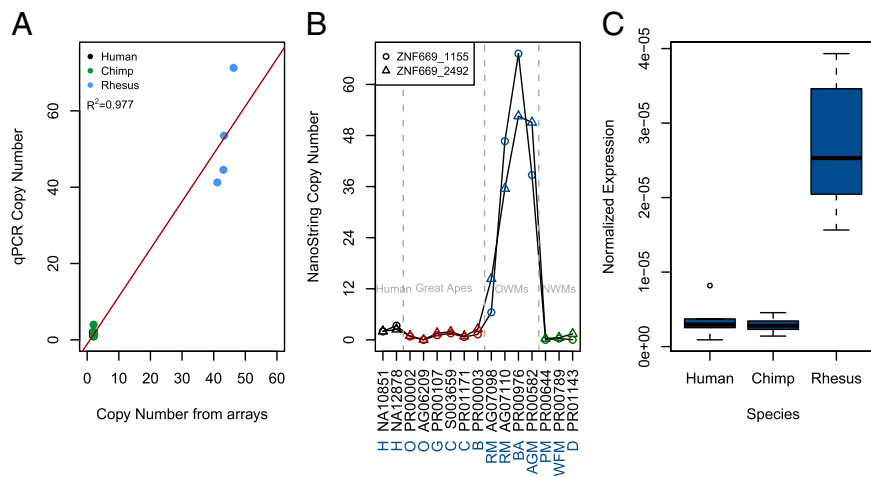 A
Human
Chimp
Rhesus
R2=0.977
qPCR Copy Number
0 20 40 60
0 10 20 30 40 50 60
Copy Number from arrays
B
ZNF669_1155
ZNF669_2492
NanoString Copy Number
0 12 24 36 48 60
Human Great Apes OWMs NWMs
H NA10851
H NA12878
O PR00002
O AG06209
G PR00107
C S003659
C PR01171
B PR00003
RM AG07098
RM AG07110
BA PR00976
AGM PR00582
PM PR00644
WFM PR00789
D PR01143
C
Normalized Expression
0e+00 1e-05 2e-05 3e-05 4e-05
Human Chimp Rhesus
Species